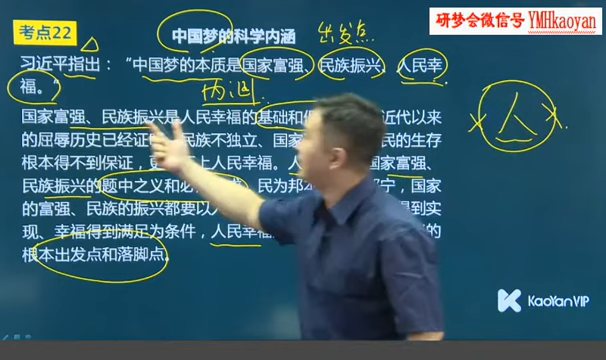 研梦会微信号
YMHkaoyan
考点22
中国梦的科学内涵
出发点
习近平指出：“中国梦的本质是国家富强、民族振兴、人民幸
福。”
内涵
国家富强、民族振兴是人民幸福的基础和 近代以来
的屈辱历史已经证 民族不独立、国家 民的生存
根本得不到保证，更 上人民幸福。人 国家富强、
民族振兴的题中之义和必 民为邦本 宁，国家
的富强、民族的振兴都要以 得到实
现、幸福得到满足为条件，人民幸福 的
根本出发点和落脚点。
人
KaoYanVIP